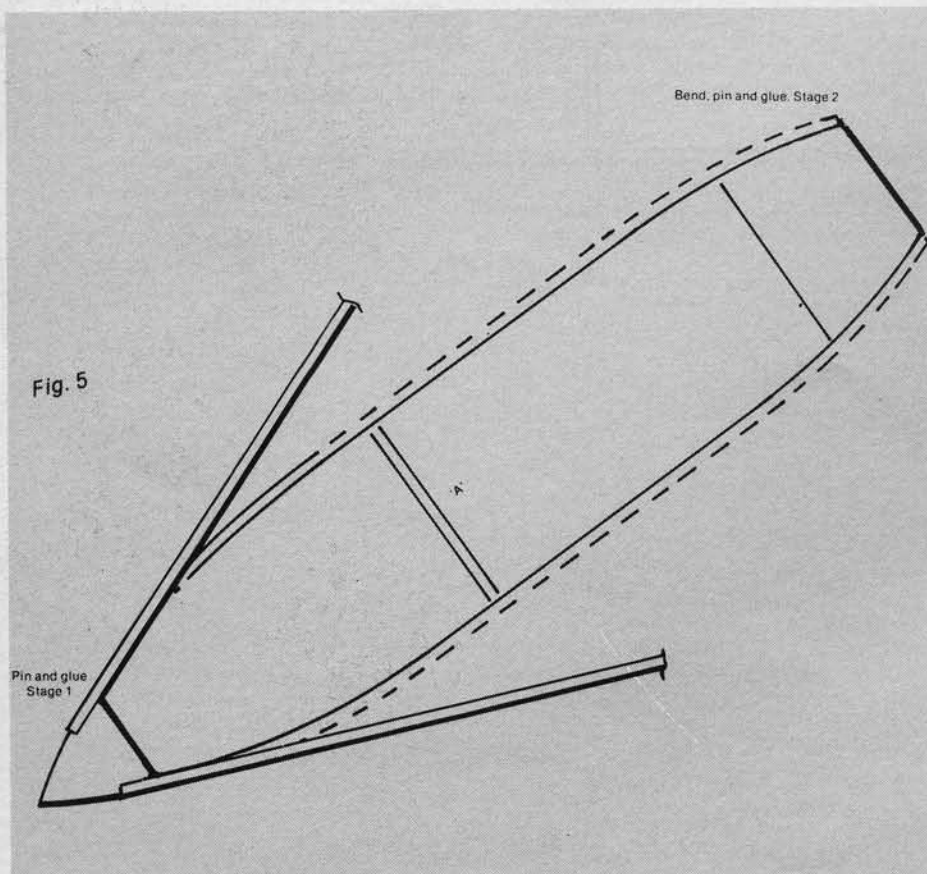 Bend, pin and glue. Stage 2
Fig. 5
'A'
Pin and glue
Stage 1